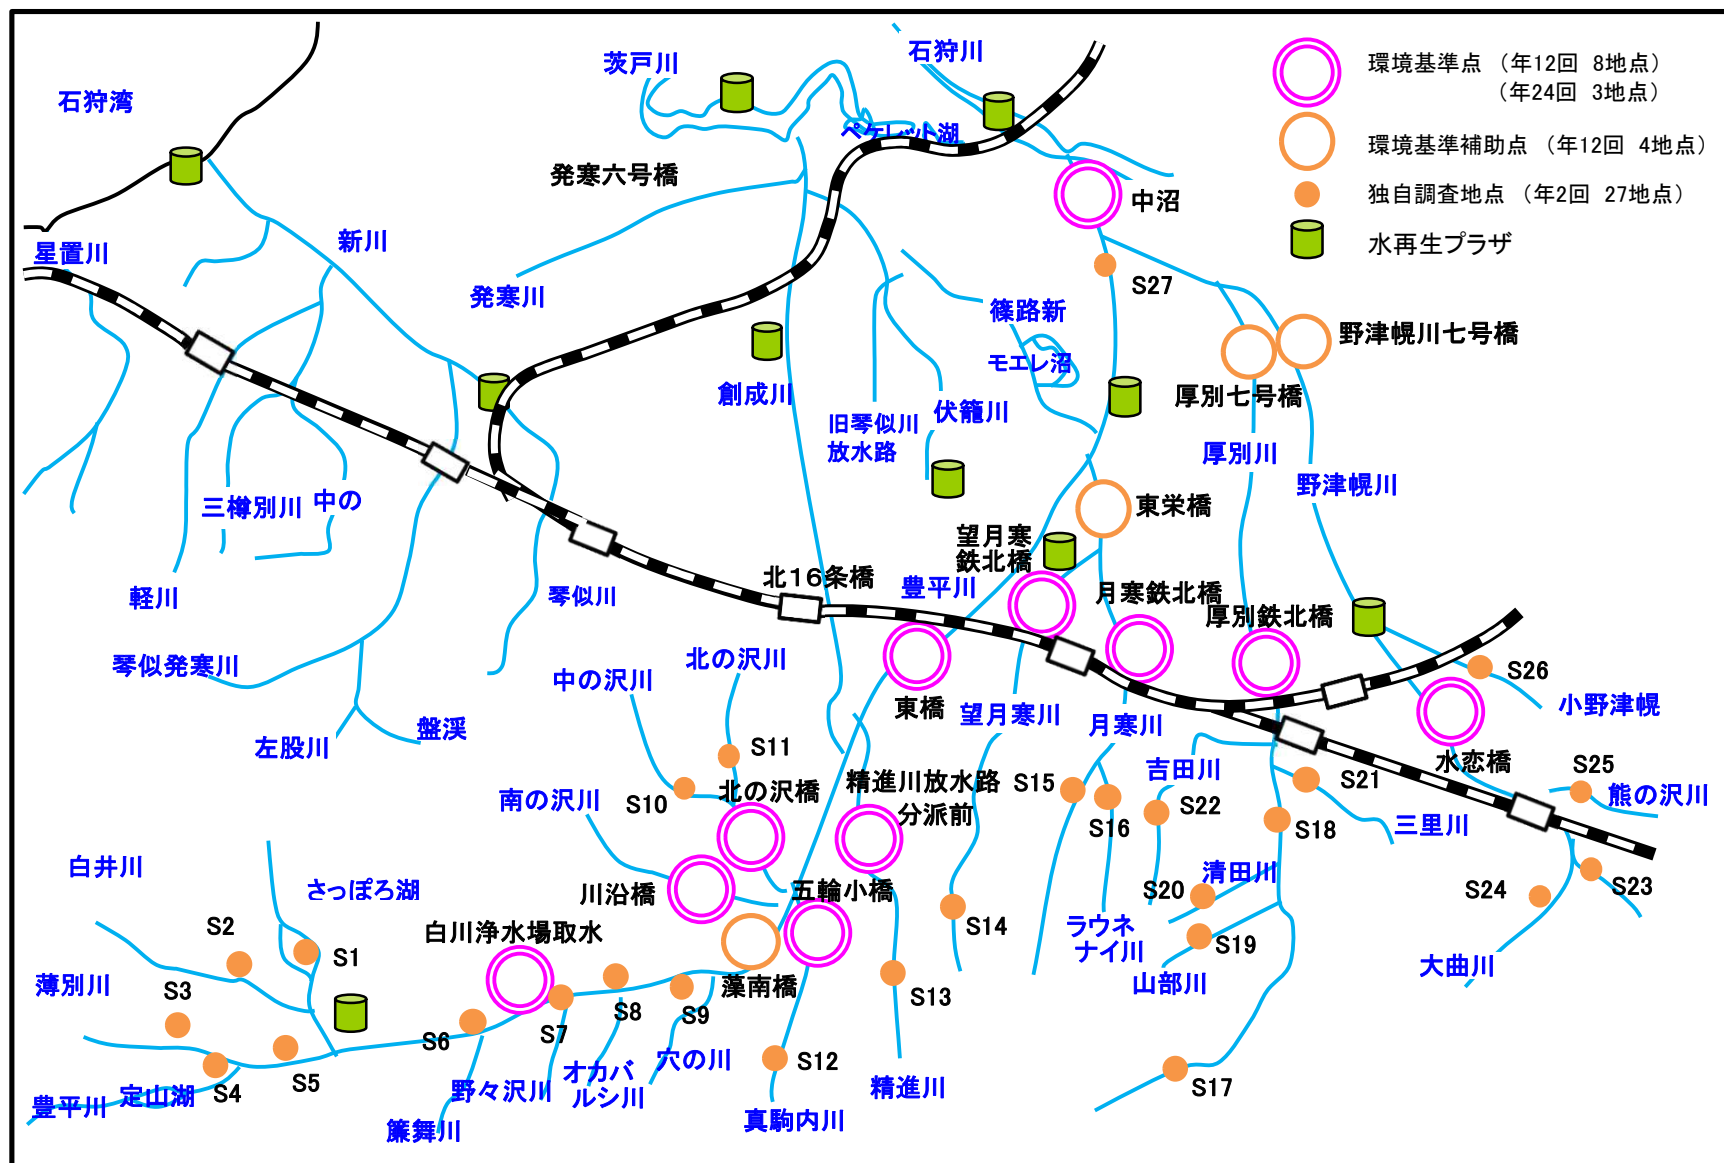 石狩湾
茨戸川
石狩川
ペケレット湖
環境基準点 （年12回 8地点）
（年24回 3地点）
環境基準補助点 （年12回 4地点）
独自調査地点 （年2回 27地点）
水再生プラザ
発寒六号橋
中沼
星置川
新川
発寒川
S27
篠路新
モエレ沼
野津幌川七号橋
厚別七号橋
創成川
旧琴似川
放水路
伏籠川
厚別川
野津幌川
三樽別川
中の
東栄橋
望月寒
鉄北橋
軽川
琴似川
北16条橋
豊平川
月寒鉄北橋
厚別鉄北橋
琴似発寒川
中の沢川
北の沢川
東橋
望月寒川
月寒川
S26
小野津幌
左股川
盤渓
S11
S10
南の沢川
北の沢橋
精進川放水路
分派前
S15
S16
吉田川
S22
S21
S18
三里川
水恋橋
S25
熊の沢川
白井川
さっぽろ湖
川沿橋
五輪小橋
S14
S20
清田川
S24
S23
S2
S1
白川浄水場取水
ラウネ
ナイ川
S19
山部川
大曲川
薄別川
S3
藻南橋
S13
S6
S7
S8
S9
S5
S4
豊平川
定山湖
野々沢川
オカバ
ルシ川
穴の川
S12
精進川
S17
簾舞川
真駒内川